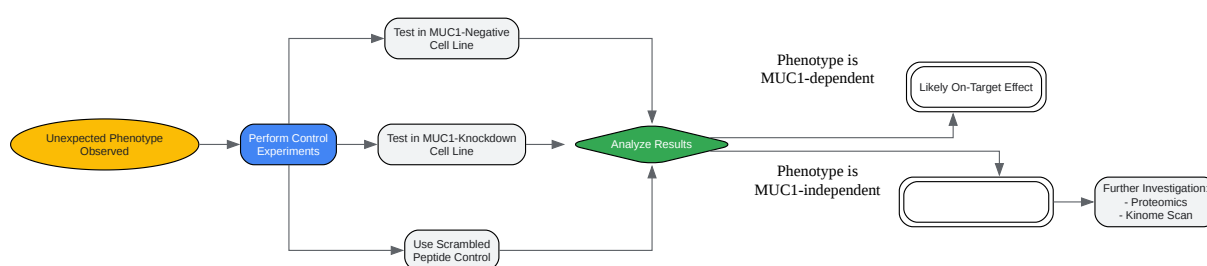 Unexpected Phenotype
Observed
Perform Control
Experiments
Test in MUC1-Negative
Cell Line
Test in MUC1-Knockdown
Cell Line
Use Scrambled
Peptide Control
Analyze Results
Phenotype is
MUC1-dependent
Likely On-Target Effect
Phenotype is
MUC1-independent
Further Investigation:
- Proteomics
- Kinome Scan